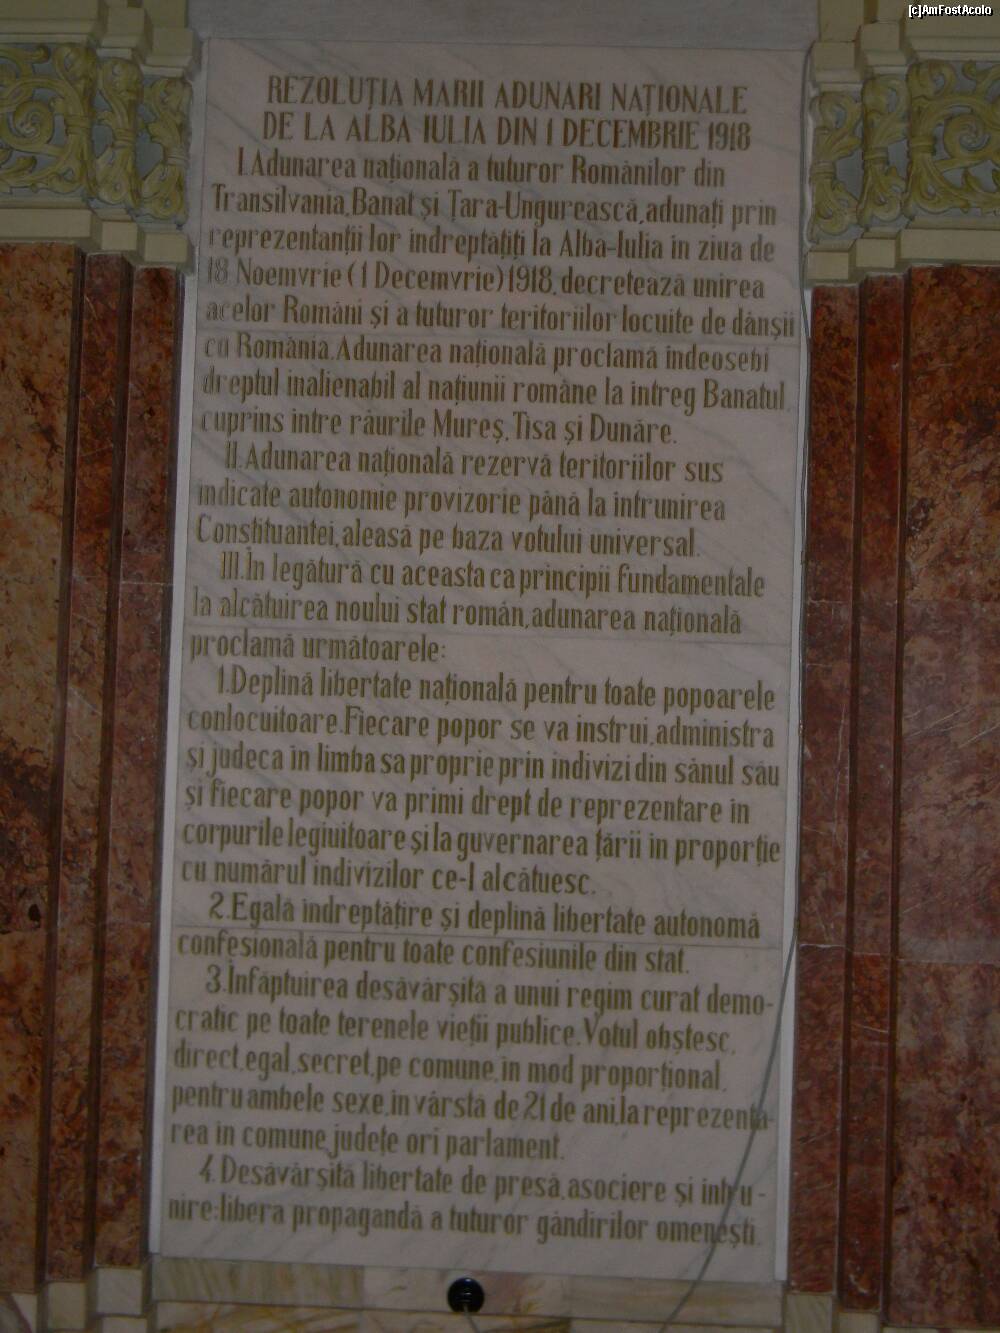 [c]AmFostAcolo
REZOLUȚIA MARII ADUNARI NAȚIONALE
DE LA ALBA IULIA DIN 1 DECEMBRIE 1918
I.Adunarea națională a tuturor Românilor din
Transilvania,Banat și Țara-Ungurească,adunați prin
reprezentanții lor îndreptățiți la Alba-Iulia în ziua de
18 Noemvrie (1 Decemvrie) 1918, decretează unirea
acelor Români și a tuturor teritoriilor locuite de dânșii
cu România.Adunarea națională proclamă îndeosebi
dreptul inalienabil al națiunii române la întreg Banatul,
cuprins între râurile Mureș,Tisa și Dunăre.
II.Adunarea națională rezervă teritoriilor sus
indicate autonomie provizorie până la întrunirea
Constituantei,aleasă pe baza votului universal.
III.În legătură cu aceasta ca principii fundamentale
la alcătuirea noului stat român,adunarea națională
proclamă următoarele:
1.Deplină libertate națională pentru toate popoarele
conlocuitoare.Fiecare popor se va instrui,administra
și judeca în limba sa proprie prin indivizi din sânul său
și fiecare popor va primi drept de reprezentare în
corpurile legiuitoare și la guvernarea țării în proporție
cu numărul indivizilor ce-l alcătuesc.
2.Egală îndreptățire și deplină libertate autonomă
confesională pentru toate confesiunile din stat.
3.Înfăptuirea desăvârșită a unui regim curat demo-
cratic pe toate terenele vieții publice.Votul obștesc,
direct,egal,secret,pe comune,în mod proporțional,
pentru ambele sexe,în vârstă de 21 de ani,la reprezenta-
rea în comune,județe ori parlament.
4.Desăvârșită libertate de presă,asociere și întru-
nire;libera propagandă a tuturor gândirilor omenești.